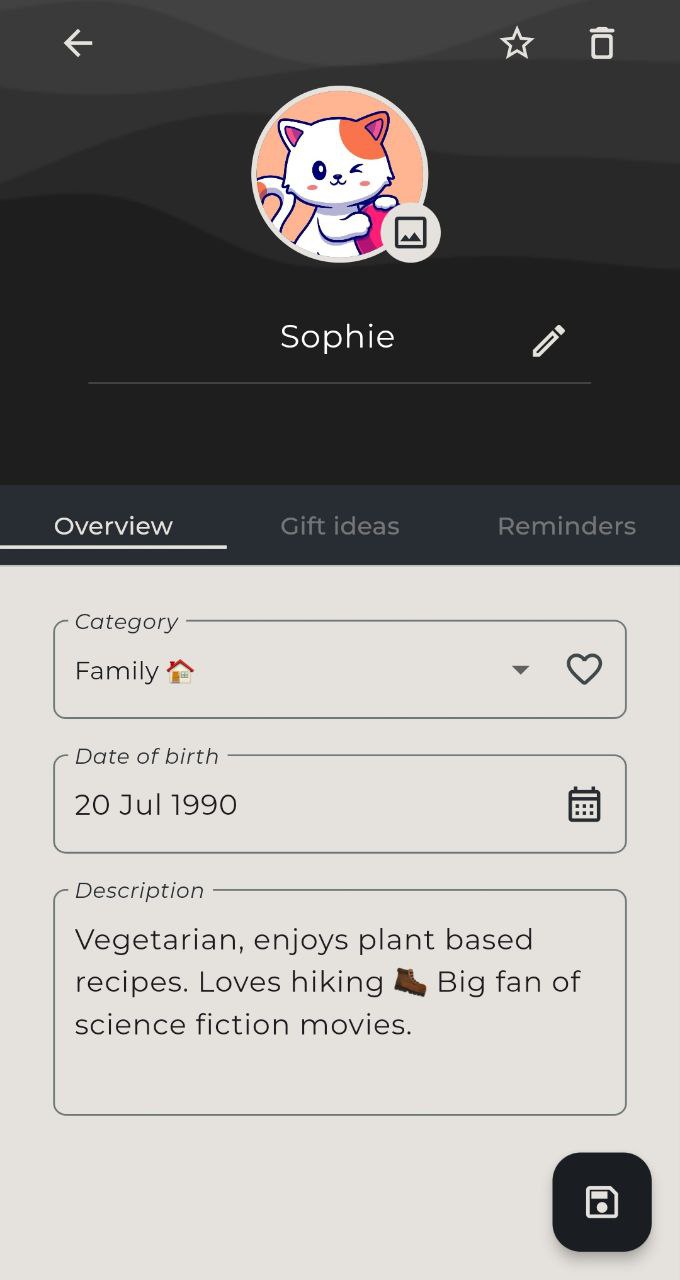 Sophie
Overview
Gift ideas
Reminders
Category
Family 🏠
Date of birth
20 Jul 1990
Description
Vegetarian, enjoys plant based
recipes. Loves hiking 🥾 Big fan of
science fiction movies.